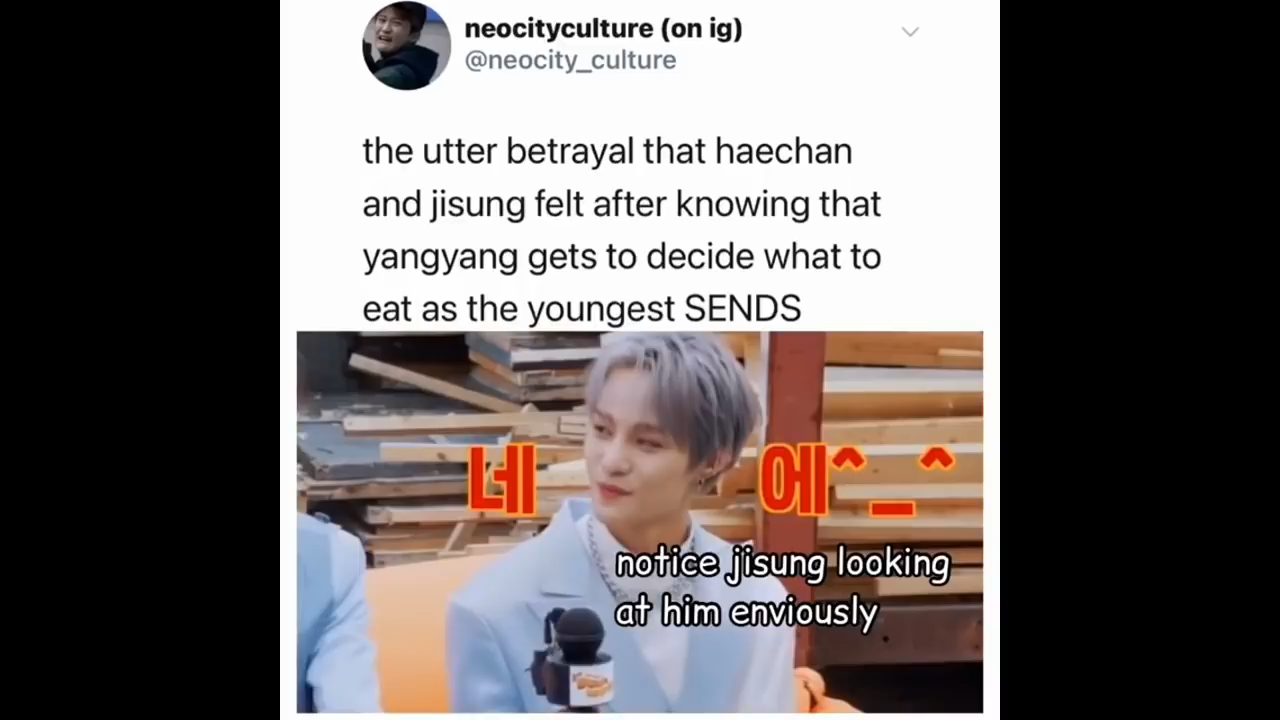 neocityculture (on ig)
@neocity_culture
the utter betrayal that haechan
and jisung felt after knowing that
yangyang gets to decide what to
eat as the youngest SENDS
네 에^_^
notice jisung looking
at him enviously